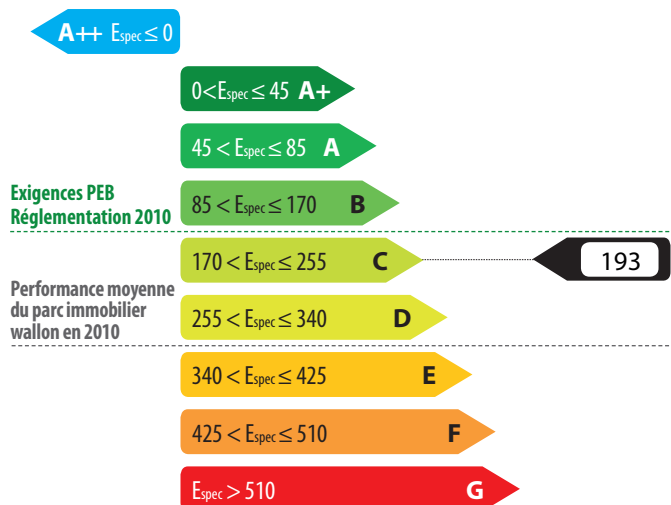 A++ Espec ≤ 0
0<Espec ≤ 45 A+
45 < Espec ≤ 85 A
Exigences PEB
Réglementation 2010
85 < Espec ≤ 170 B
170 < Espec ≤ 255 C
193
Performance moyenne
du parc immobilier
wallon en 2010
255 < Espec ≤ 340 D
340 < Espec ≤ 425 E
425 < Espec ≤ 510 F
Espec > 510 G